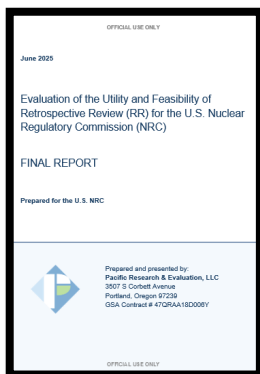 OFFICIAL USE ONLY
June 2025
Evaluation of the Utility and Feasibility of
Retrospective Review (RR) for the U.S. Nuclear
Regulatory Commission (NRC)
FINAL REPORT
Prepared for the U.S. NRC
Prepared and presented by:
Pacific Research & Evaluation, LLC
3507 S Corbett Avenue
Portland, Oregon 97239
GSA Contract # 47QRAA18D006Y
OFFICIAL USE ONLY